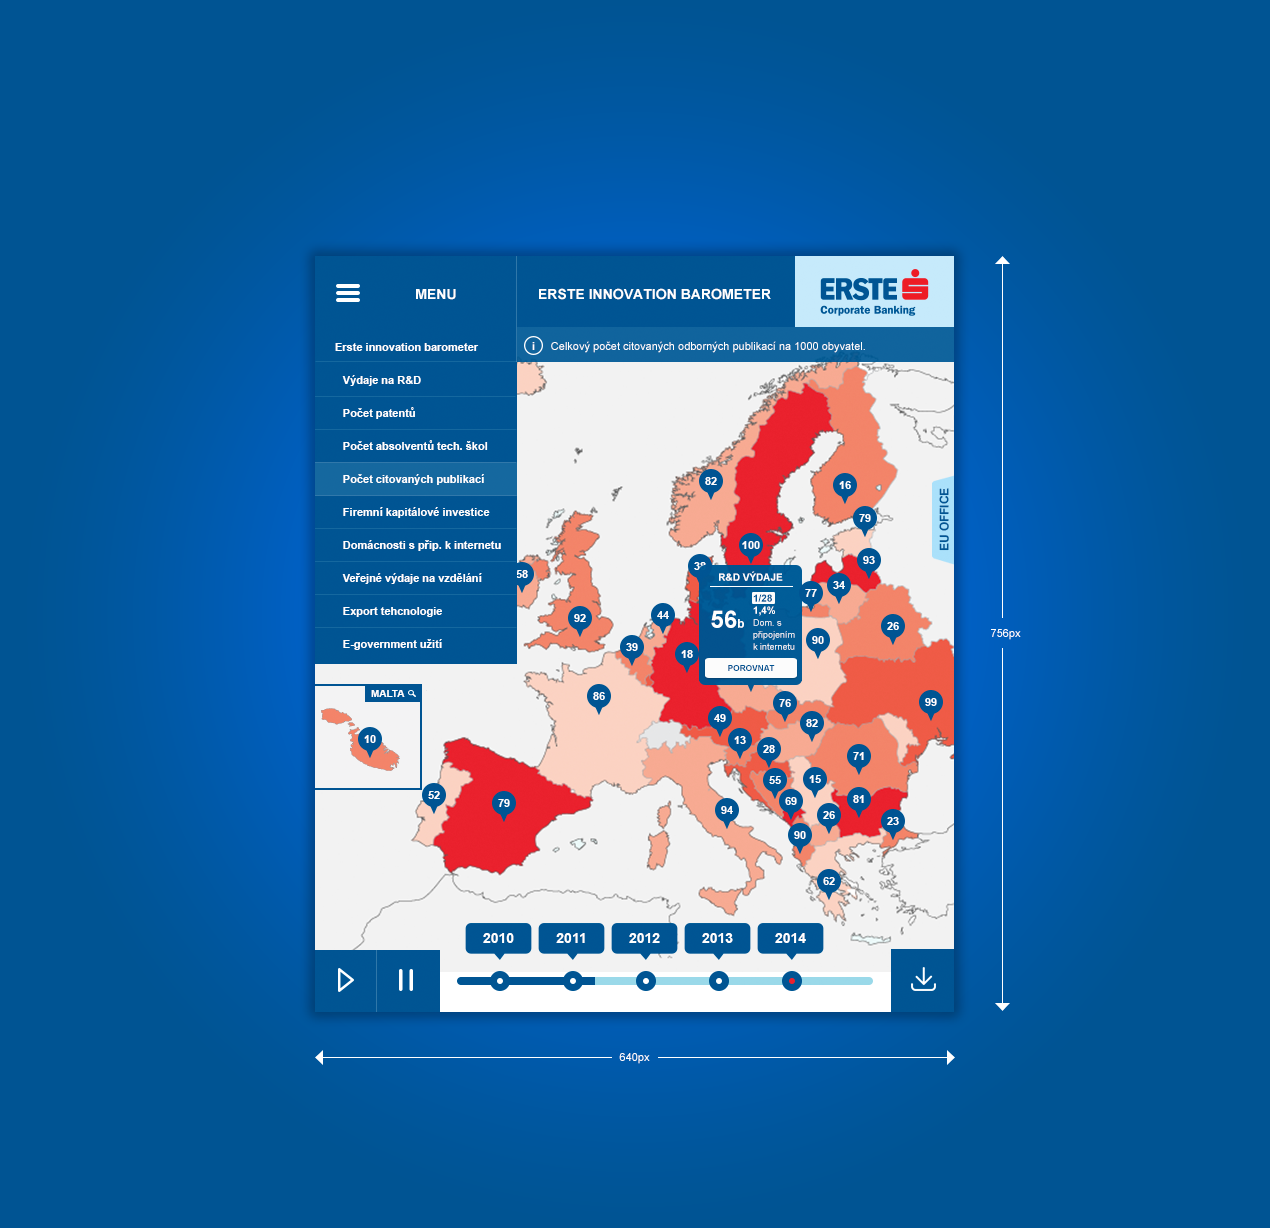 MENU
ERSTE INNOVATION BAROMETER
ERSTE
Corporate Banking
Erste innovation barometer
Celkový počet citovaných odborných publikací na 1000 obyvatel.
Výdaje na R&D
Počet patentů
Počet absolventů tech. škol
Počet citovaných publikací
Firemní kapitálové investice
Domácnosti s přip. k internetu
Veřejné výdaje na vzdělání
Export tehcnologie
E-government užití
MALTA
10
EU OFFICE
82
16
79
100
93
38
58
34
77
R&D VÝDAJE
56b
1/28
1,4%
Dom. s
připojením
k internetu
POROVNAT
92
44
26
90
39
18
86
76
99
49
82
13
28
71
55
15
52
79
69
81
94
26
23
90
62
2010
2011
2012
2013
2014
756px
640px